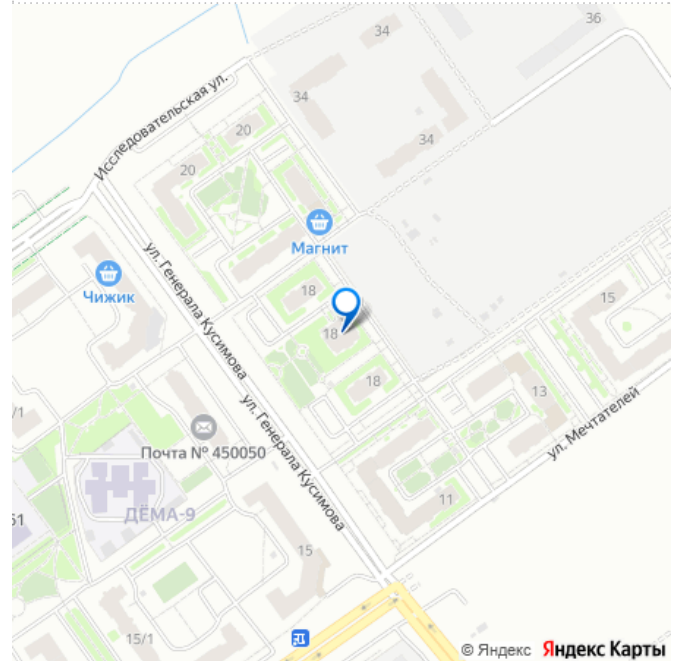 36
34
Исследовательская ул.
34
20
34
20
Магнит
ул. Генерала Кусимова
Чижик
18
15
18
18
13
/1
ул. Генерала Кусимова
ул. Мечтателей
Почта № 450050
11
ДЁМА-9
51
15
15/1
© Яндекс Яндекс Карты